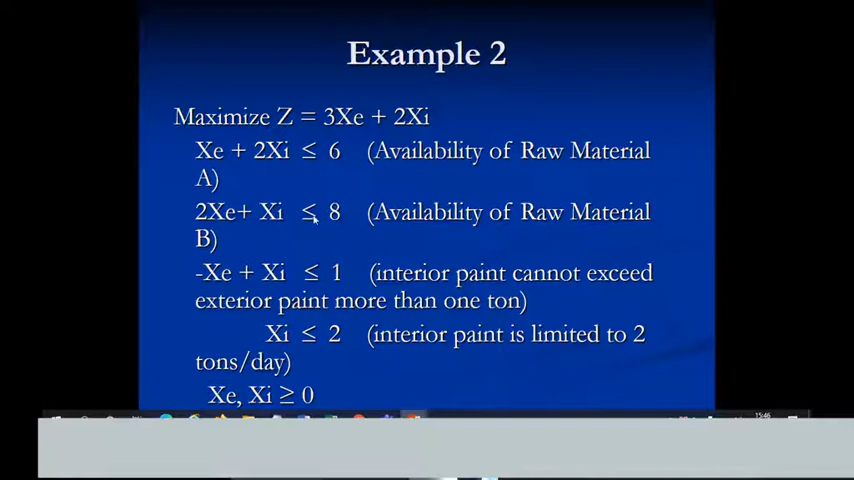 Example 2
Maximize Z = 3Xe + 2Xi
Xe + 2Xi ≤ 6 (Availability of Raw Material
A)
2Xe+ Xi ≤ 8 (Availability of Raw Material
B)
-Xe + Xi ≤ 1 (interior paint cannot exceed
exterior paint more than one ton)
Xi ≤ 2 (interior paint is limited to 2
tons/day)
Xe, Xi ≥ 0
15:46